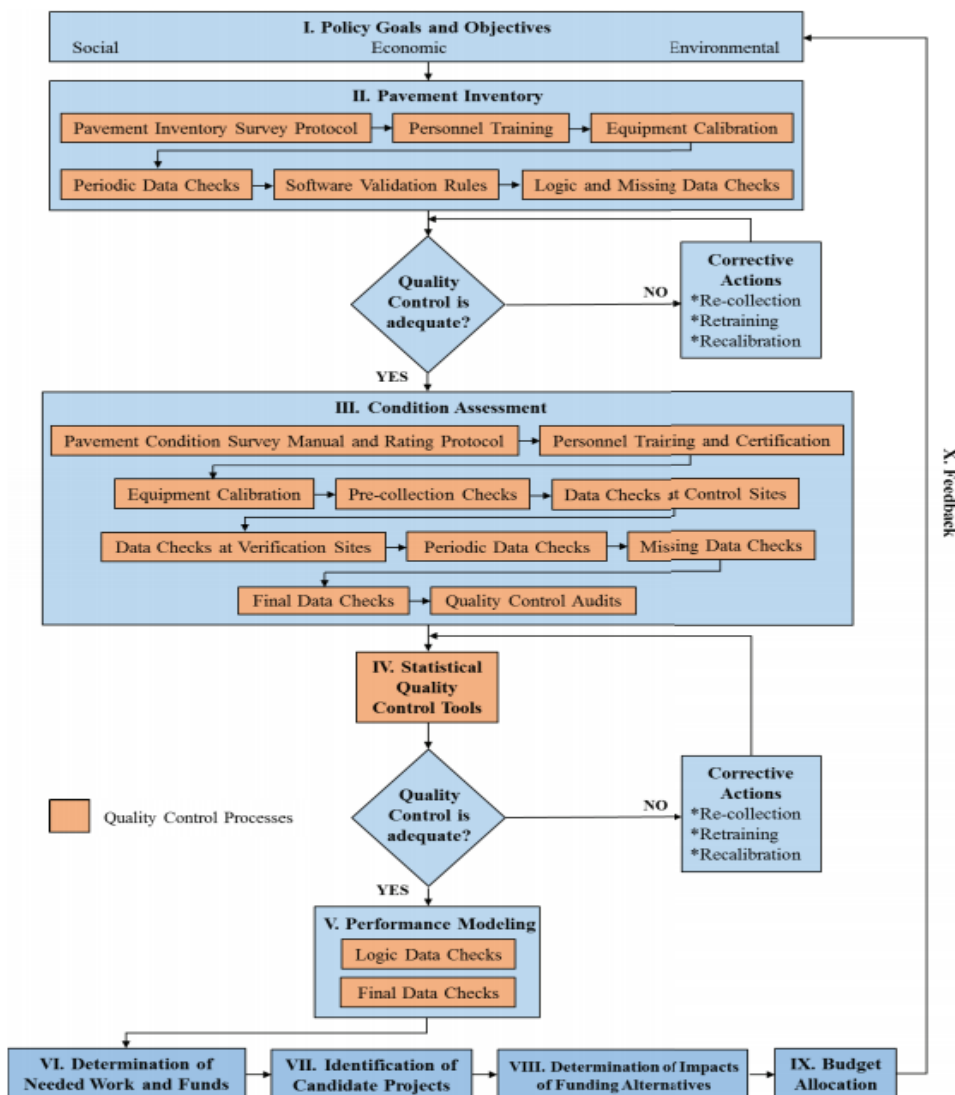 I. Policy Goals and Objectives
Social Economic Environmental
II. Pavement Inventory
Pavement Inventory Survey Protocol
Personnel Training
Equipment Calibration
Periodic Data Checks
Software Validation Rules
Logic and Missing Data Checks
Quality
Control is
adequate?
NO
Corrective
Actions
*Re-collection
*Retraining
*Recalibration
YES
III. Condition Assessment
Pavement Condition Survey Manual and Rating Protocol
Personnel Training and Certification
Equipment Calibration
Pre-collection Checks
Data Checks at Control Sites
Data Checks at Verification Sites
Periodic Data Checks
Missing Data Checks
Final Data Checks
Quality Control Audits
IV. Statistical
Quality
Control Tools
Quality
Control is
adequate?
NO
Corrective
Actions
*Re-collection
*Retraining
*Recalibration
Quality Control Processes
YES
V. Performance Modeling
Logic Data Checks
Final Data Checks
VI. Determination of
Needed Work and Funds
VII. Identification of
Candidate Projects
VIII. Determination of Impacts
of Funding Alternatives
IX. Budget
Allocation
X. Feedback